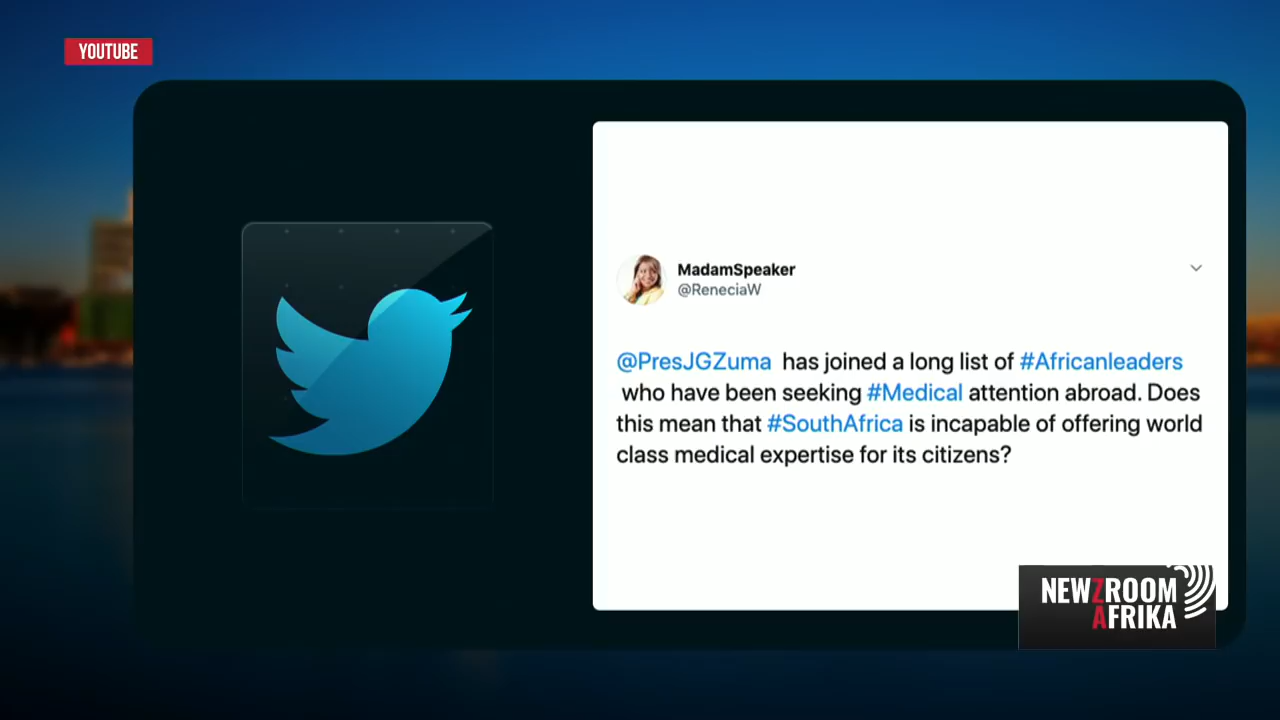 YOUTUBE
MadamSpeaker
@ReneciaW
@PresJGZuma has joined a long list of #Africanleaders
who have been seeking #Medical attention abroad. Does
this mean that #SouthAfrica is incapable of offering world
class medical expertise for its citizens?
NEWZROOM
AFRIKA